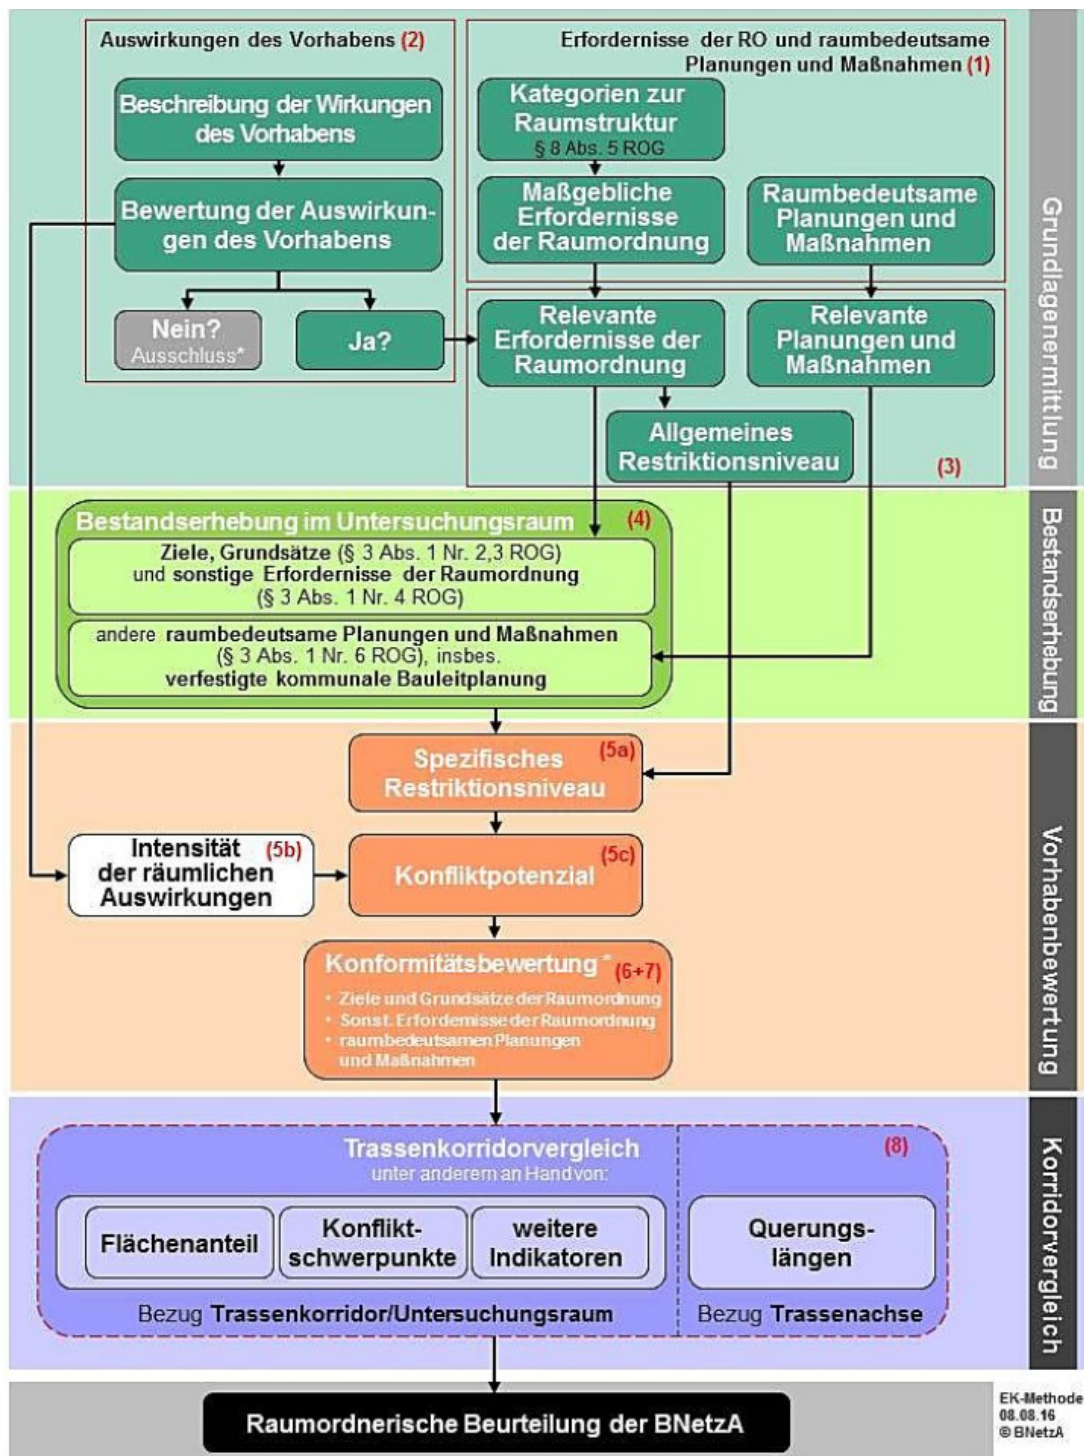 Auswirkungen des Vorhabens (2)
Beschreibung der Wirkungen
des Vorhabens
Bewertung der Auswirkun-
gen des Vorhabens
Nein?
Ausschluss*
Ja?
Erfordernisse der RO und raumbedeutsame
Planungen und Maßnahmen (1)
Kategorien zur
Raumstruktur
§ 8 Abs. 5 ROG
Maßgebliche
Erfordernisse
der Raumordnung
Raumbedeutsame
Planungen und
Maßnahmen
Relevante
Erfordernisse der
Raumordnung
Relevante
Planungen und
Maßnahmen
Allgemeines
Restriktionsniveau
(3)
Grundlagenermittlung
Bestandserhebung im Untersuchungsraum (4)
Ziele, Grundsätze (§ 3 Abs. 1 Nr. 2,3 ROG)
und sonstige Erfordernisse der Raumordnung
(§ 3 Abs. 1 Nr. 4 ROG)
andere raumbedeutsame Planungen und Maßnahmen
(§ 3 Abs. 1 Nr. 6 ROG), insbes.
verfestigte kommunale Bauleitplanung
Bestandserhebung
Spezifisches (5a)
Restriktionsniveau
Intensität (5b)
der räumlichen
Auswirkungen
(5c)
Konfliktpotenzial
Konformitätsbewertung * (6+7)
• Ziele und Grundsätze der Raumordnung
• Sonst. Erfordernisse der Raumordnung
• raumbedeutsamen Planungen
und Maßnahmen
Vorhabenbewertung
Trassenkorridorvergleich
(8)
unter anderem an Hand von:
Flächenanteil
Konflikt-
schwerpunkte
weitere
Indikatoren
Querungs-
längen
Bezug Trassenkorridor/Untersuchungsraum
Bezug Trassenachse
Korridorvergleich
Raumordnerische Beurteilung der BNetzA
EK-Methode
08.08.16
© BNetzA